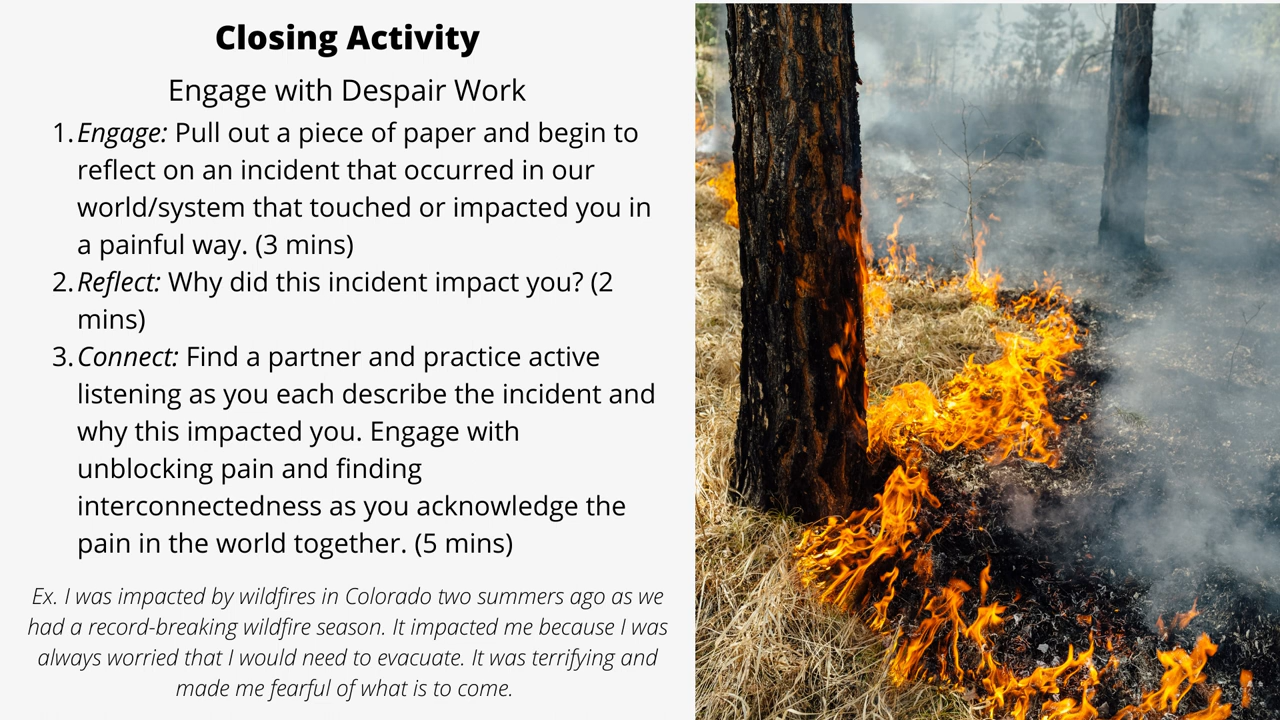 Closing Activity
Engage with Despair Work
1. Engage: Pull out a piece of paper and begin to
reflect on an incident that occurred in our
world/system that touched or impacted you in
a painful way. (3 mins)
2. Reflect: Why did this incident impact you? (2
mins)
3. Connect: Find a partner and practice active
listening as you each describe the incident and
why this impacted you. Engage with
unblocking pain and finding
interconnectedness as you acknowledge the
pain in the world together. (5 mins)
Ex. I was impacted by wildfires in Colorado two summers ago as we
had a record-breaking wildfire season. It impacted me because I was
always worried that I would need to evacuate. It was terrifying and
made me fearful of what is to come.